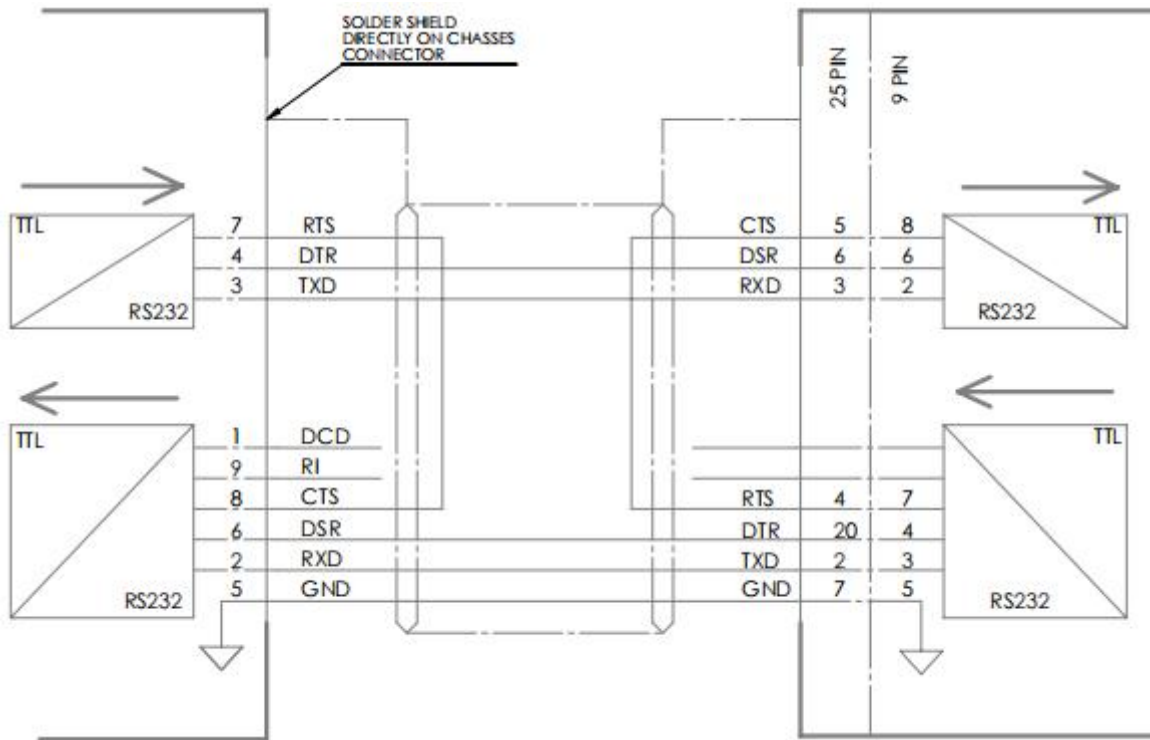 SOLDER SHIELD
DIRECTLY ON CHASSES
CONNECTOR
25 PIN
9 PIN
TTL
RS232
7 RTS
4 DTR
3 TXD
CTS 5 8
DSR 6 6
RXD 3 2
TTL
RS232
TTL
RS232
1 DCD
9 RI
8 CTS
6 DSR
2 RXD
5 GND
RTS 4 7
DTR 20 4
TXD 2 3
GND 7 5
TTL
RS232